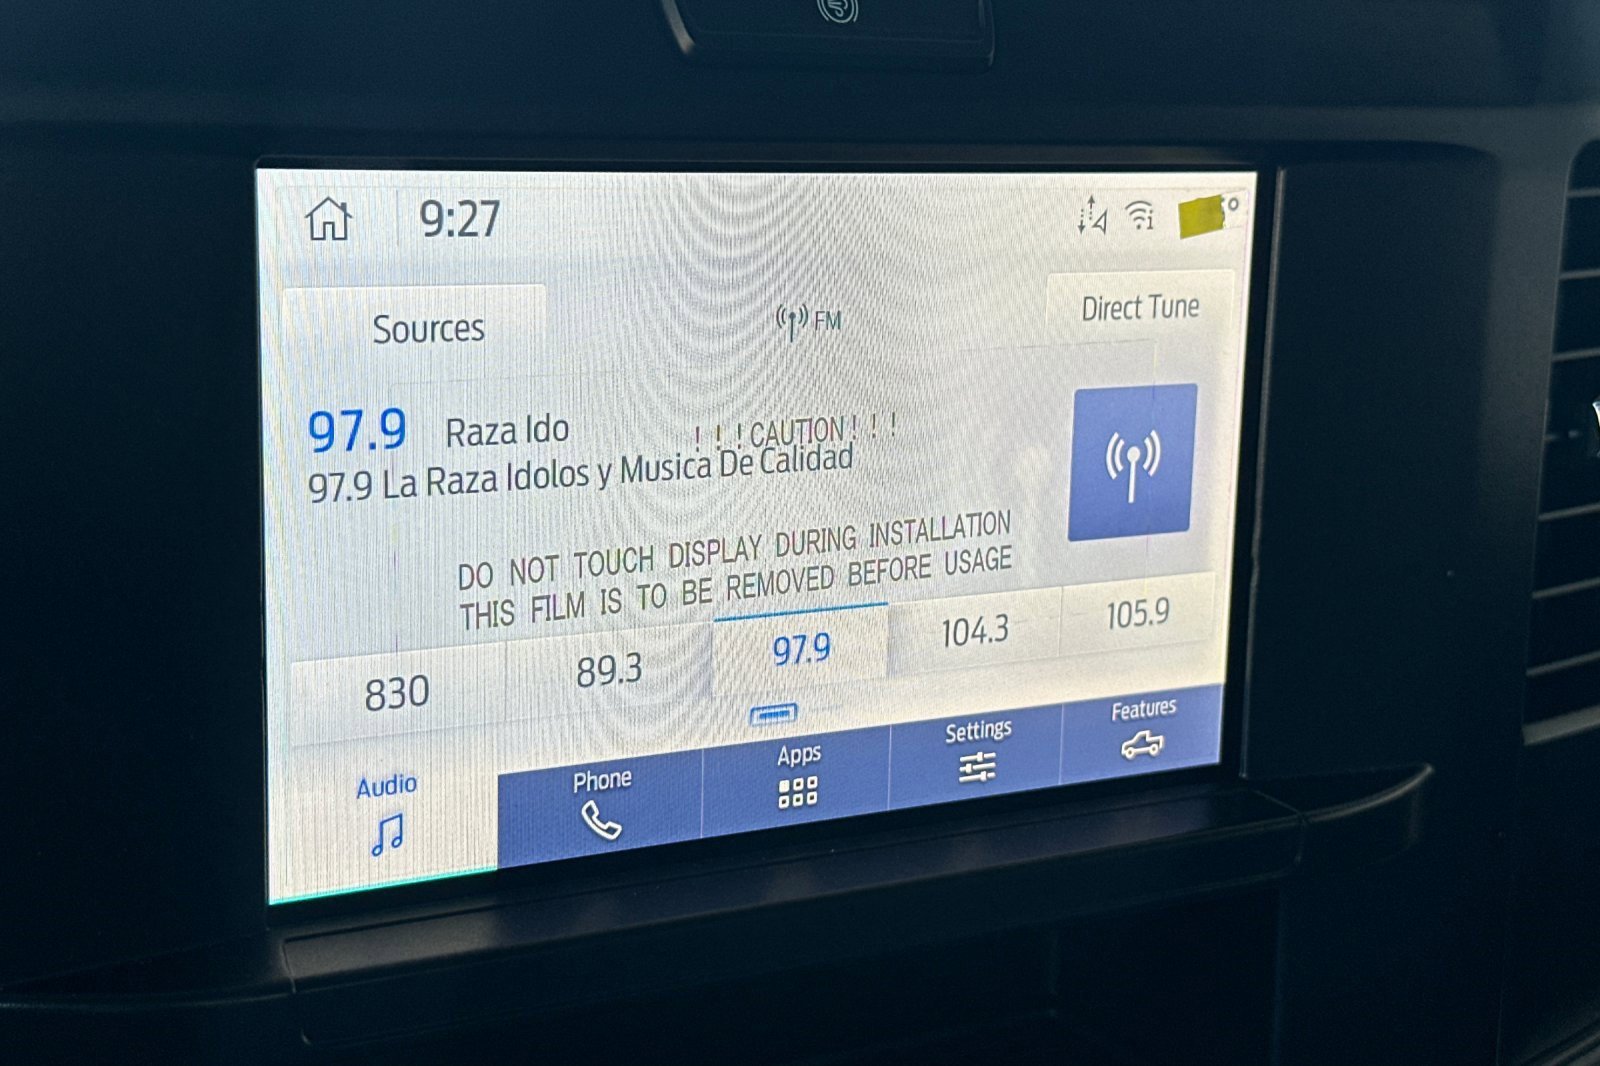 9:27
Sources
FM
Direct Tune
97.9 Raza Ido
! ! ! CAUTION ! ! !
97.9 La Raza Idolos y Musica De Calidad
DO NOT TOUCH DISPLAY DURING INSTALLATION
THIS FILM IS TO BE REMOVED BEFORE USAGE
830 89.3 97.9 104.3 105.9
Audio Phone Apps Settings Features